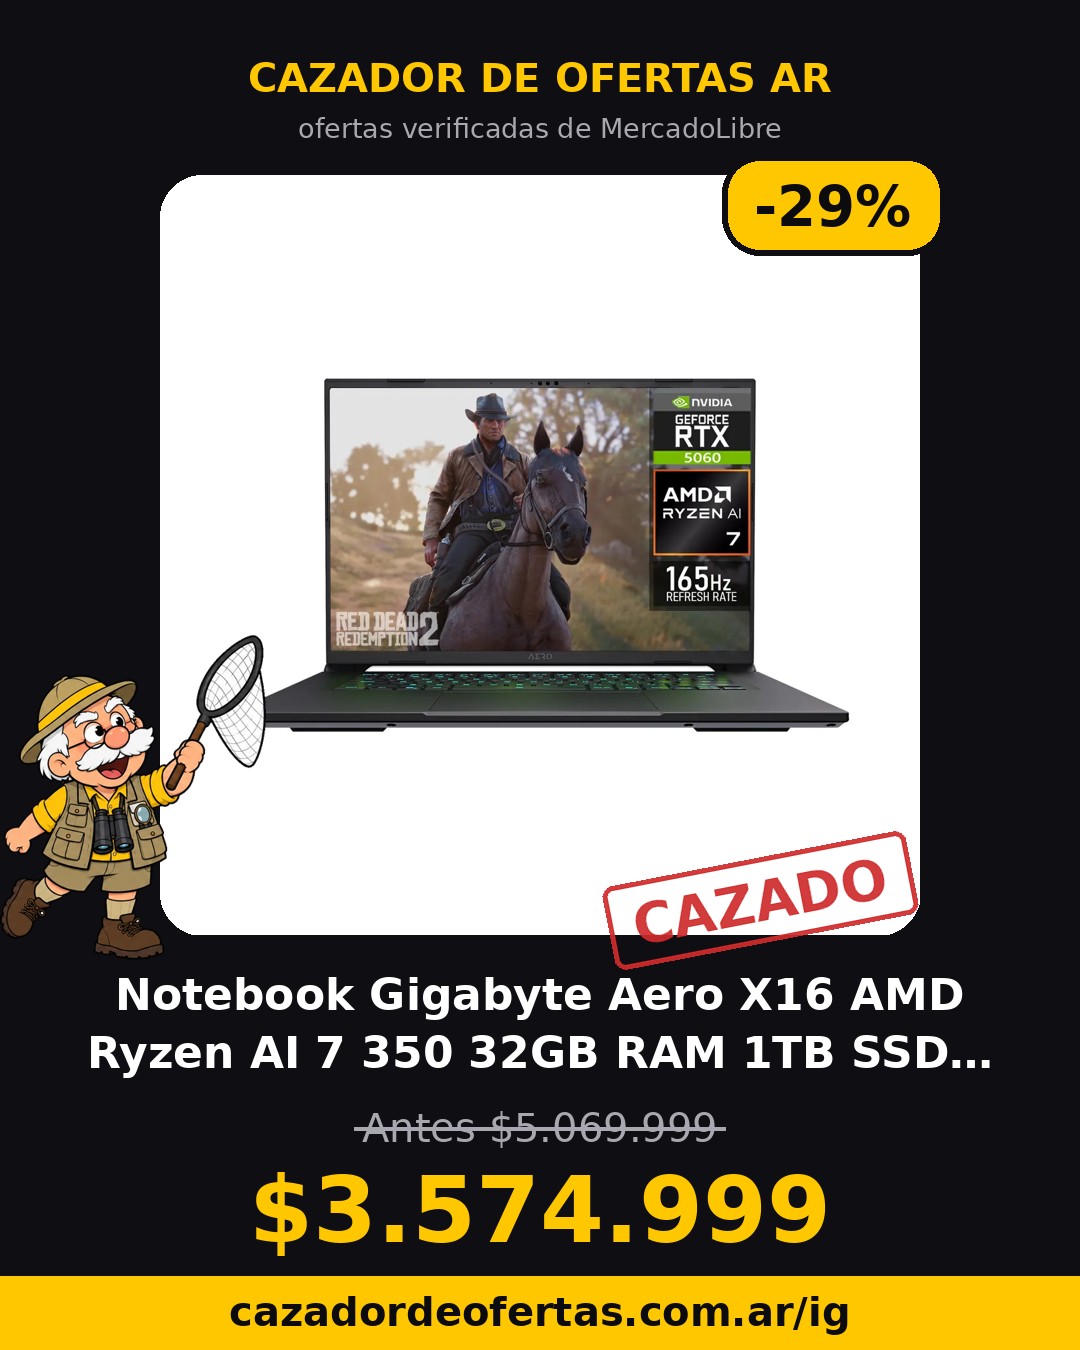 CAZADOR DE OFERTAS AR
ofertas verificadas de MercadoLibre
-29%
NVIDIA
GEFORCE
RTX
5060
AMD
RYZEN AI
7
165Hz
REFRESH RATE
RED DEAD
REDEMPTION 2
AERO
CAZADO
Notebook Gigabyte Aero X16 AMD
Ryzen AI 7 350 32GB RAM 1TB SSD...
Antes $5.069.999
$3.574.999
cazadordeofertas.com.ar/ig